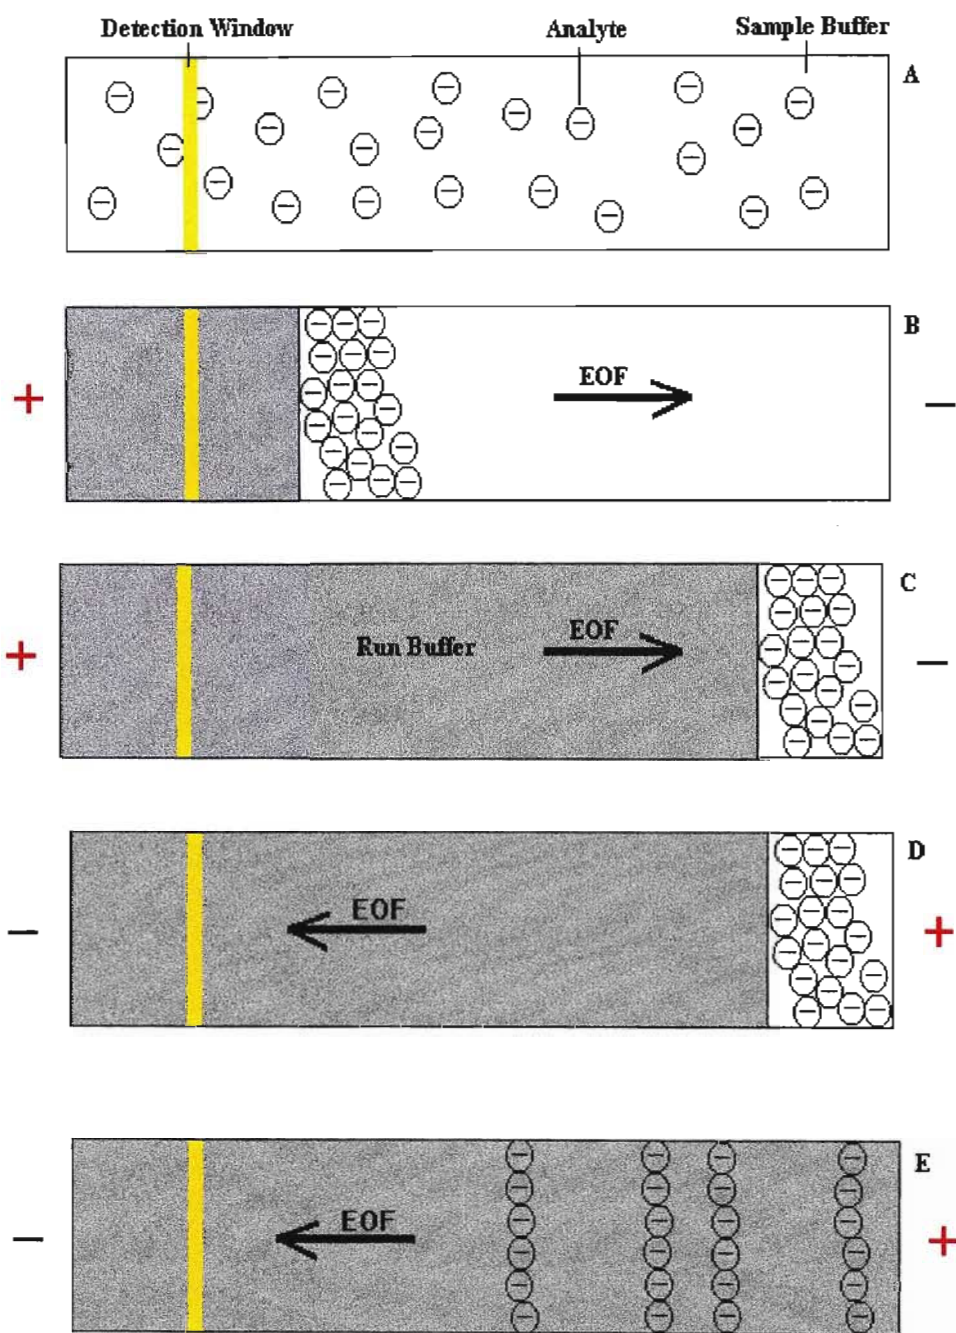 Detection Window
Analyte
Sample Buffer
A
B
EOF
+
−
C
EOF
Run Buffer
+
−
D
EOF
−
+
E
EOF
−
+